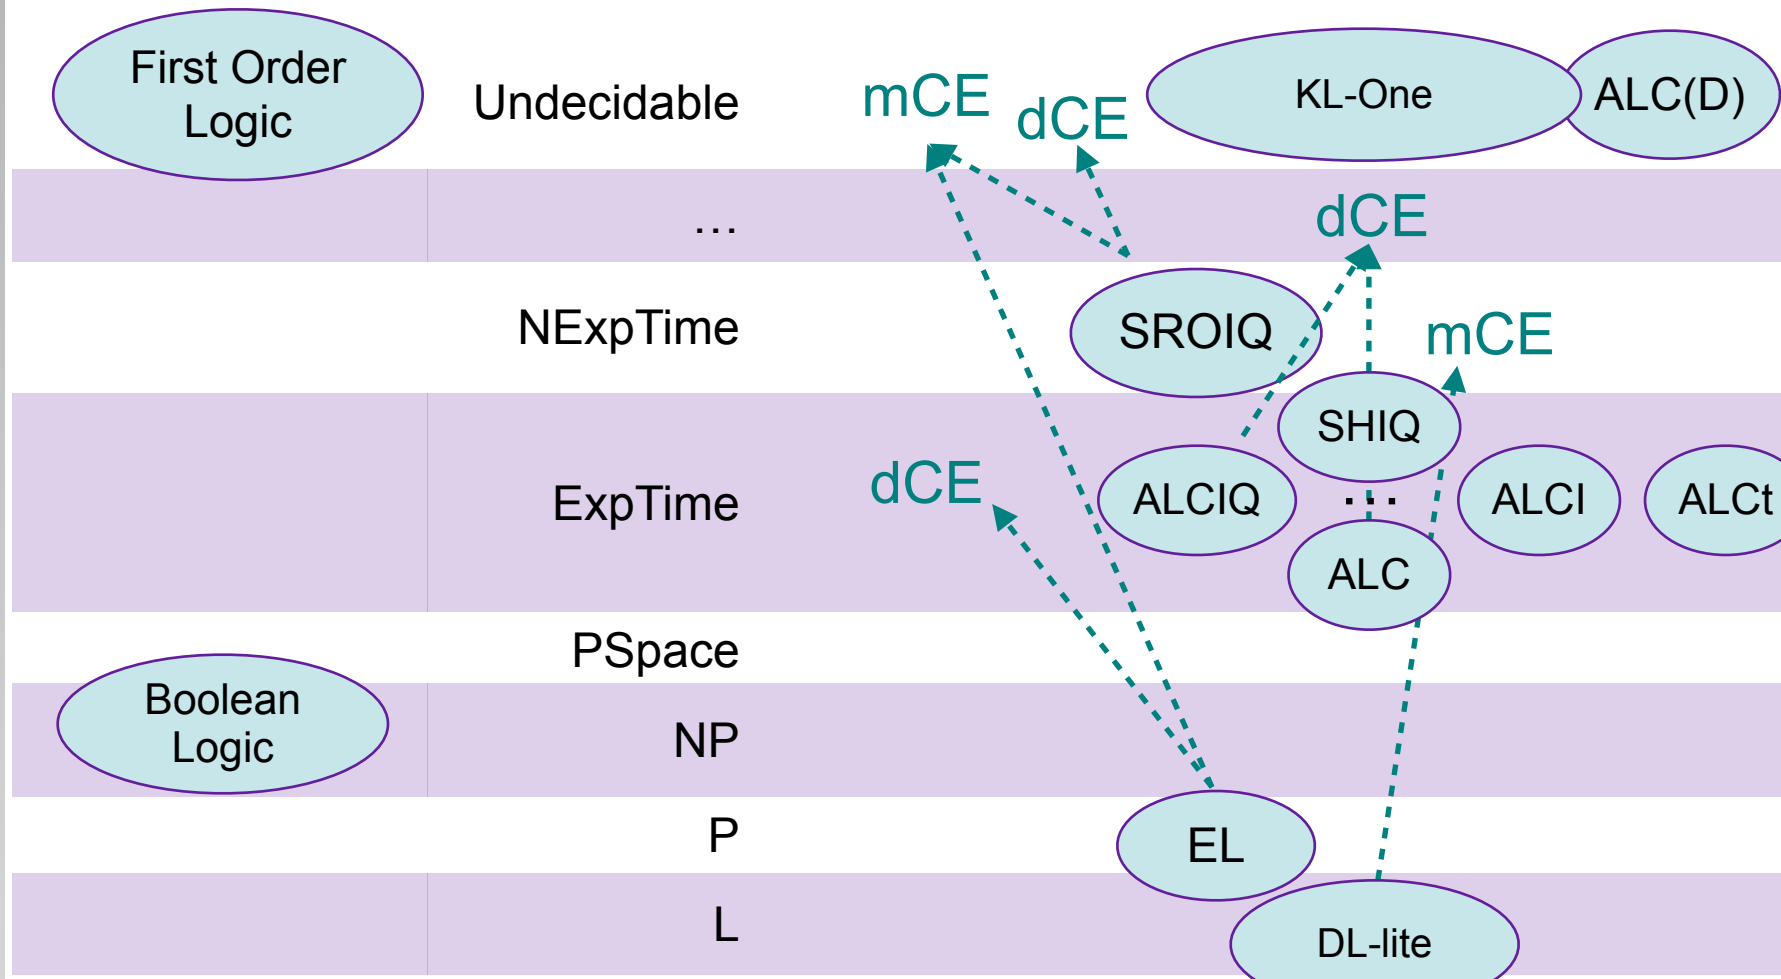 First Order
Logic
Undecidable
mCE
dCE
KL-One
ALC(D)
...
dCE
NExpTime
SROIQ
mCE
SHIQ
ExpTime
dCE
ALCIQ
...
ALCI
ALCt
ALC
PSpace
Boolean
Logic
NP
P
EL
L
DL-lite